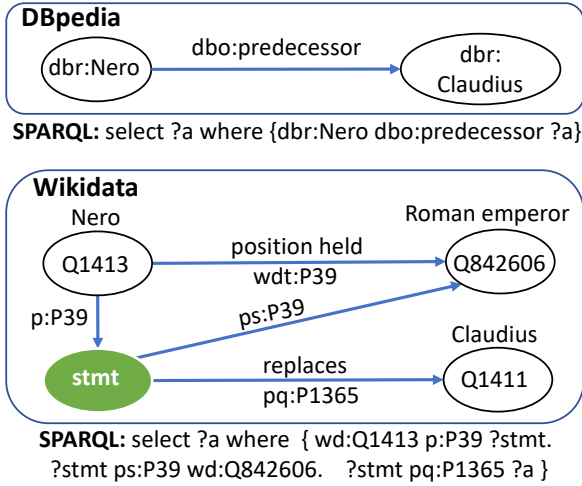 DBpedia
dbo:predecessor
dbr:Nero
dbr:
Claudius
SPARQL: select ?a where {dbr:Nero dbo:predecessor ?a}
Wikidata
Nero
Roman emperor
position held
Q1413
Q842606
wdt:P39
p:P39
ps:P39
Claudius
replaces
stmt
Q1411
pq:P1365
SPARQL: select ?a where { wd:Q1413 p:P39 ?stmt.
?stmt ps:P39 wd:Q842606. ?stmt pq:P1365 ?a }